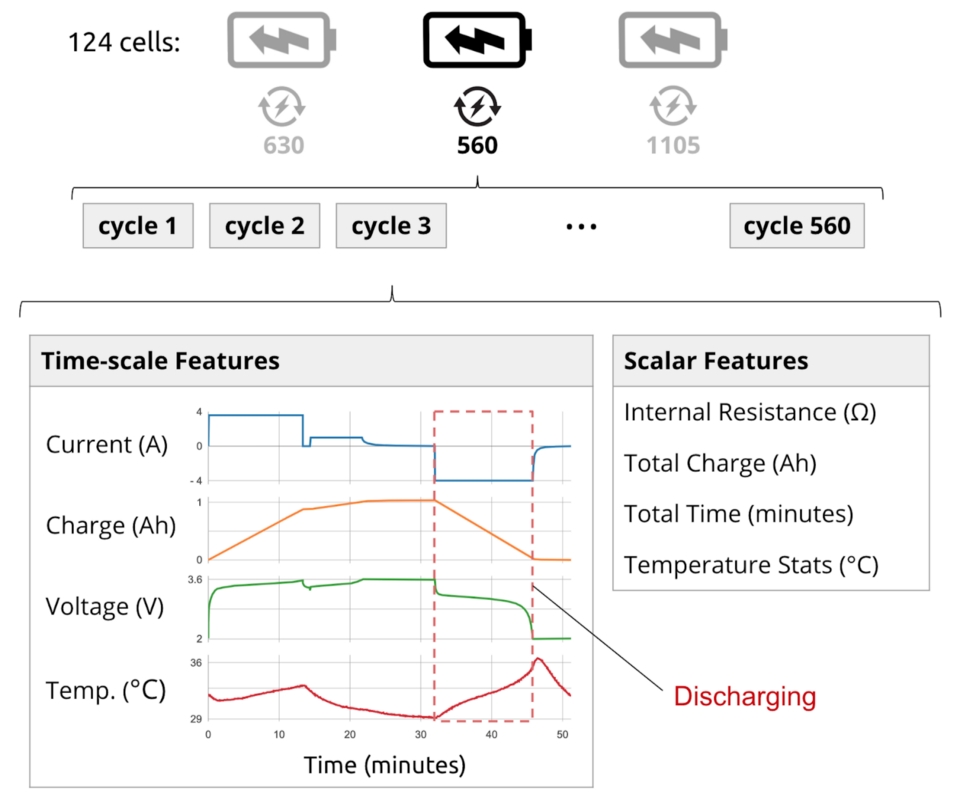 124 cells:
630 560 1105
cycle 1 cycle 2 cycle 3 ... cycle 560
Time-scale Features
Current (A)
4
0
- 4
Charge (Ah)
1
0
Voltage (V)
3.6
2
Temp. (°C)
36
29
0 10 20 30 40 50
Time (minutes)
Discharging
Scalar Features
Internal Resistance (Ω)
Total Charge (Ah)
Total Time (minutes)
Temperature Stats (°C)